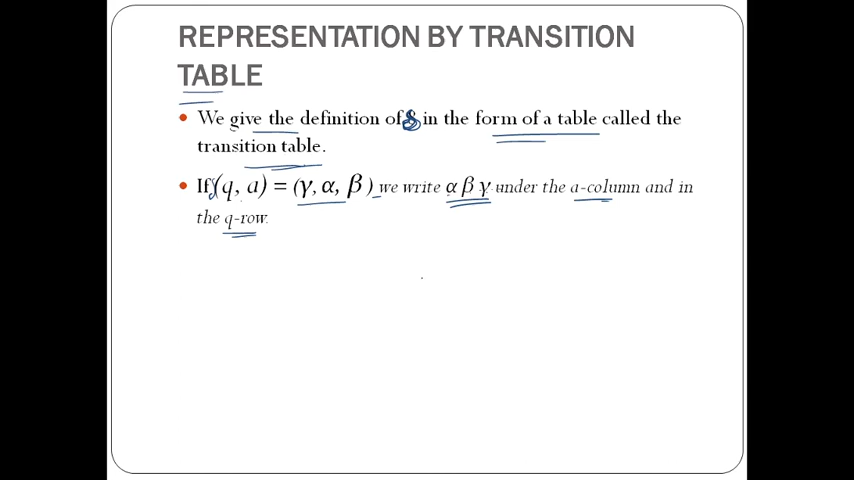 REPRESENTATION BY TRANSITION
TABLE
• We give the definition of δ in the form of a table called the
transition table.
• If δ(q, a) = (γ, α, β) we write α β γ under the a-column and in
the q-row.